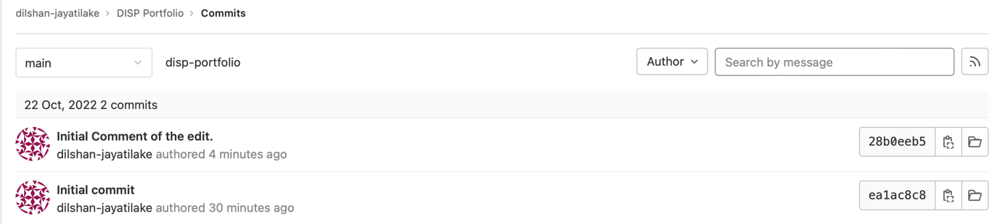 dilshan-jayatilake › DISP Portfolio › Commits
main disp-portfolio Author Search by message
22 Oct, 2022 2 commits
Initial Comment of the edit.
dilshan-jayatilake authored 4 minutes ago
28b0eeb5
Initial commit
dilshan-jayatilake authored 30 minutes ago
ea1ac8c8